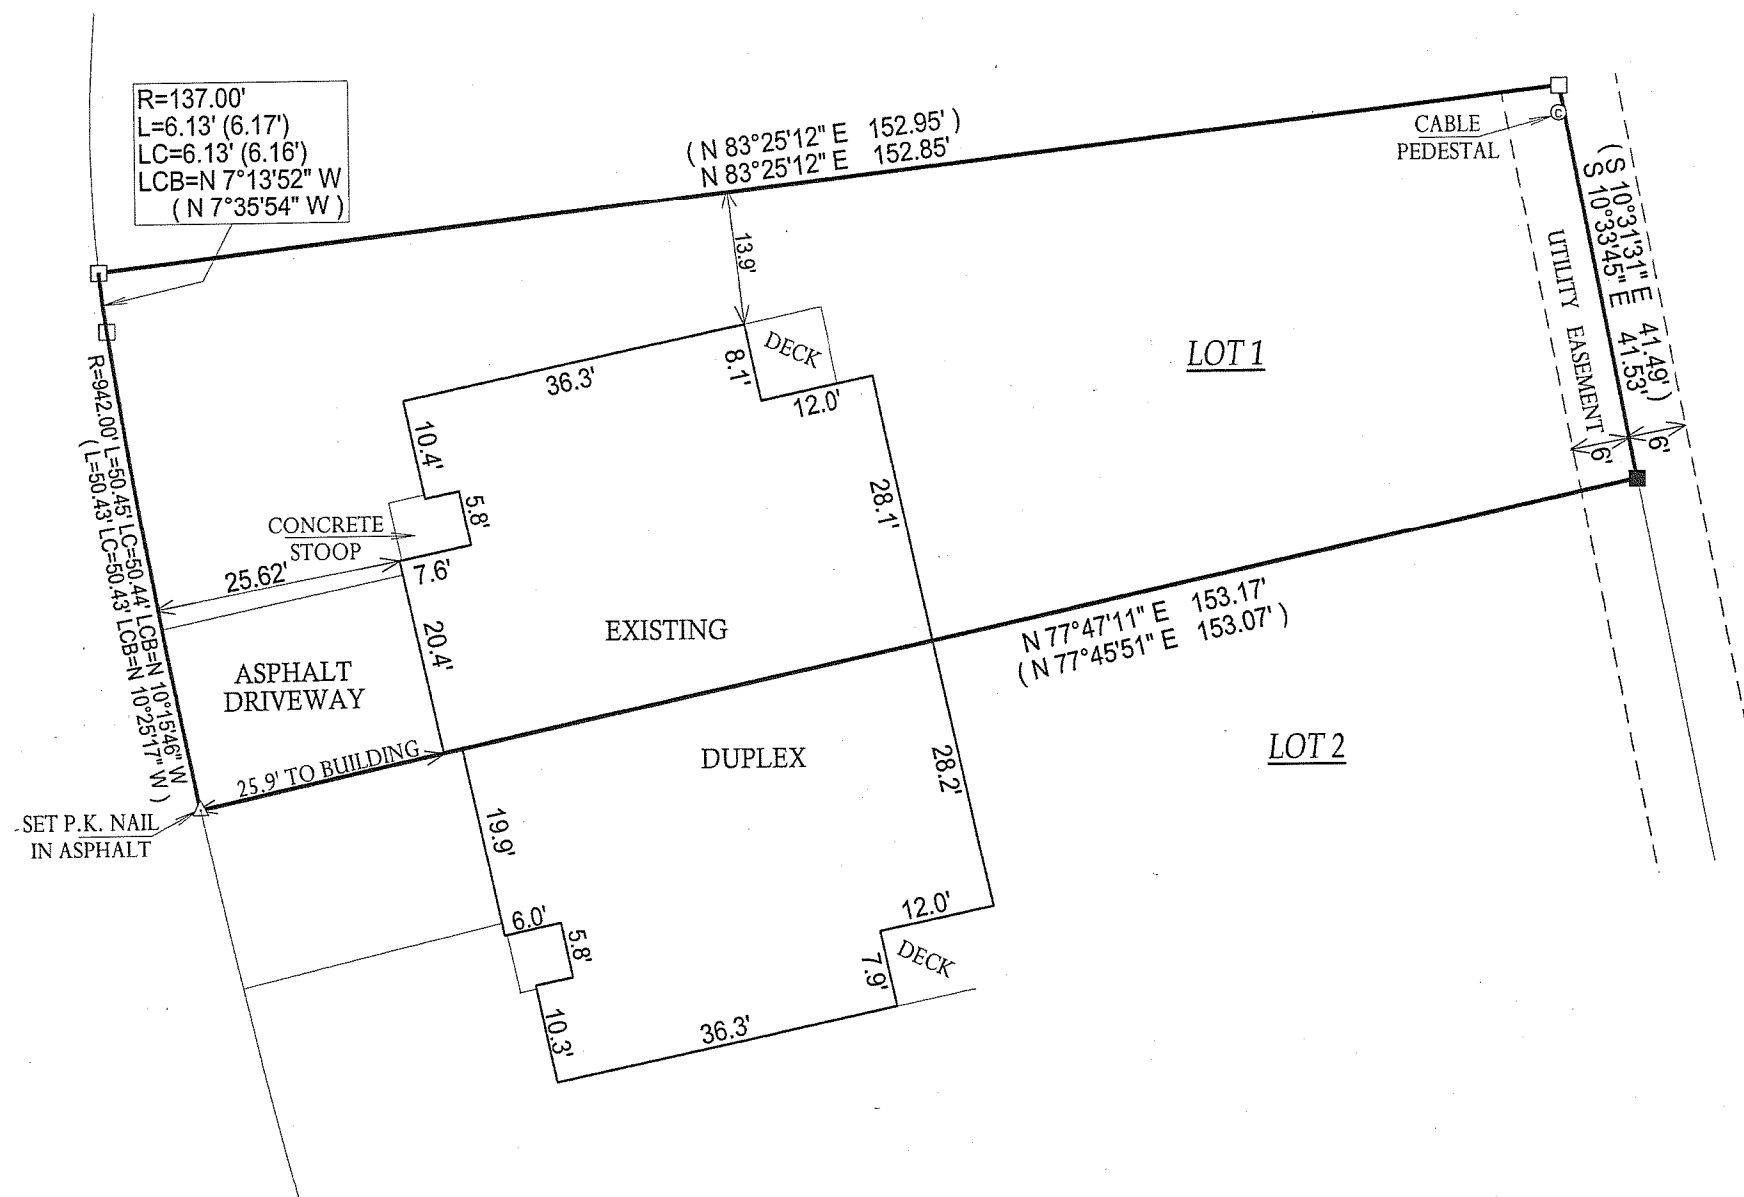 R=137.00'
L=6.13' (6.17')
LC=6.13' (6.16')
LCB=N 7°13'52" W
( N 7°35'54" W )
( N 83°25'12" E 152.95' )
N 83°25'12" E 152.85'
CABLE
PEDESTAL
( S 10°31'31" E 41.49' )
S 10°33'45" E 41.53'
UTILITY EASEMENT
6'
6'
13.9'
DECK
8.1'
36.3'
12.0'
LOT 1
10.4'
5.8'
28.1'
CONCRETE
STOOP
25.62'
7.6'
R=942.00' L=50.45' LC=50.44' LCB=N 10°15'46" W
( L=50.43' LC=50.43' LCB=N 10°25'17" W )
20.4'
EXISTING
ASPHALT
DRIVEWAY
N 77°47'11" E 153.17'
( N 77°45'51" E 153.07' )
25.9' TO BUILDING
DUPLEX
28.2'
LOT 2
SET P.K. NAIL
IN ASPHALT
19.9'
6.0'
5.8'
12.0'
DECK
7.9'
10.3'
36.3'
C